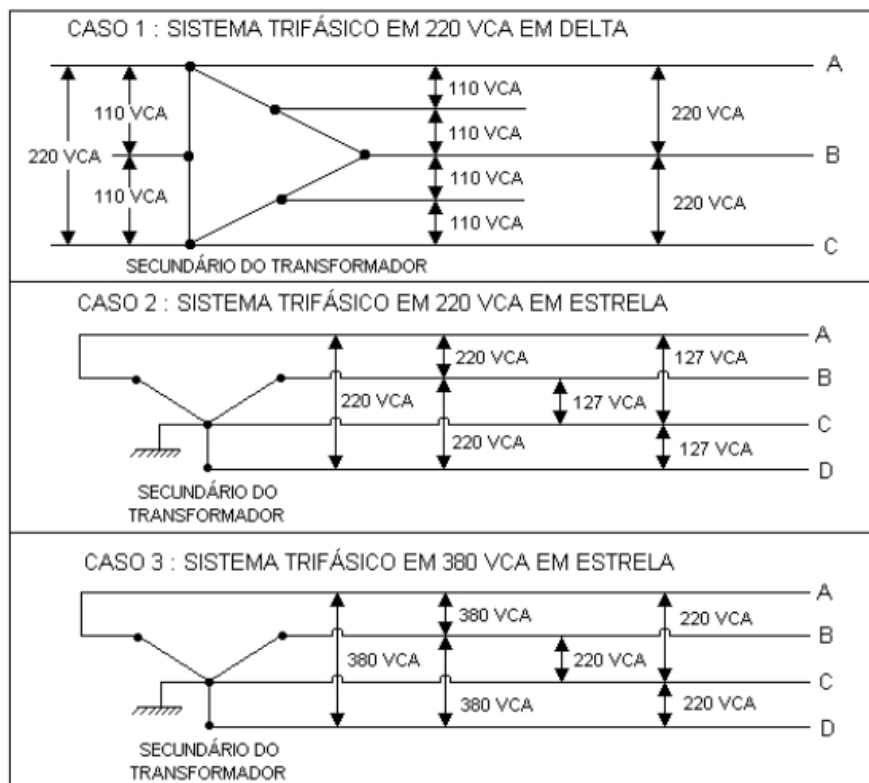 CASO 1 : SISTEMA TRIFÁSICO EM 220 VCA EM DELTA
A
110 VCA
110 VCA
110 VCA
220 VCA
220 VCA
B
110 VCA
110 VCA
110 VCA
220 VCA
C
SECUNDÁRIO DO TRANSFORMADOR
CASO 2 : SISTEMA TRIFÁSICO EM 220 VCA EM ESTRELA
A
220 VCA
127 VCA
B
220 VCA
127 VCA
C
220 VCA
127 VCA
D
SECUNDÁRIO DO
TRANSFORMADOR
CASO 3 : SISTEMA TRIFÁSICO EM 380 VCA EM ESTRELA
A
380 VCA
220 VCA
B
380 VCA
220 VCA
C
380 VCA
220 VCA
D
SECUNDÁRIO DO
TRANSFORMADOR